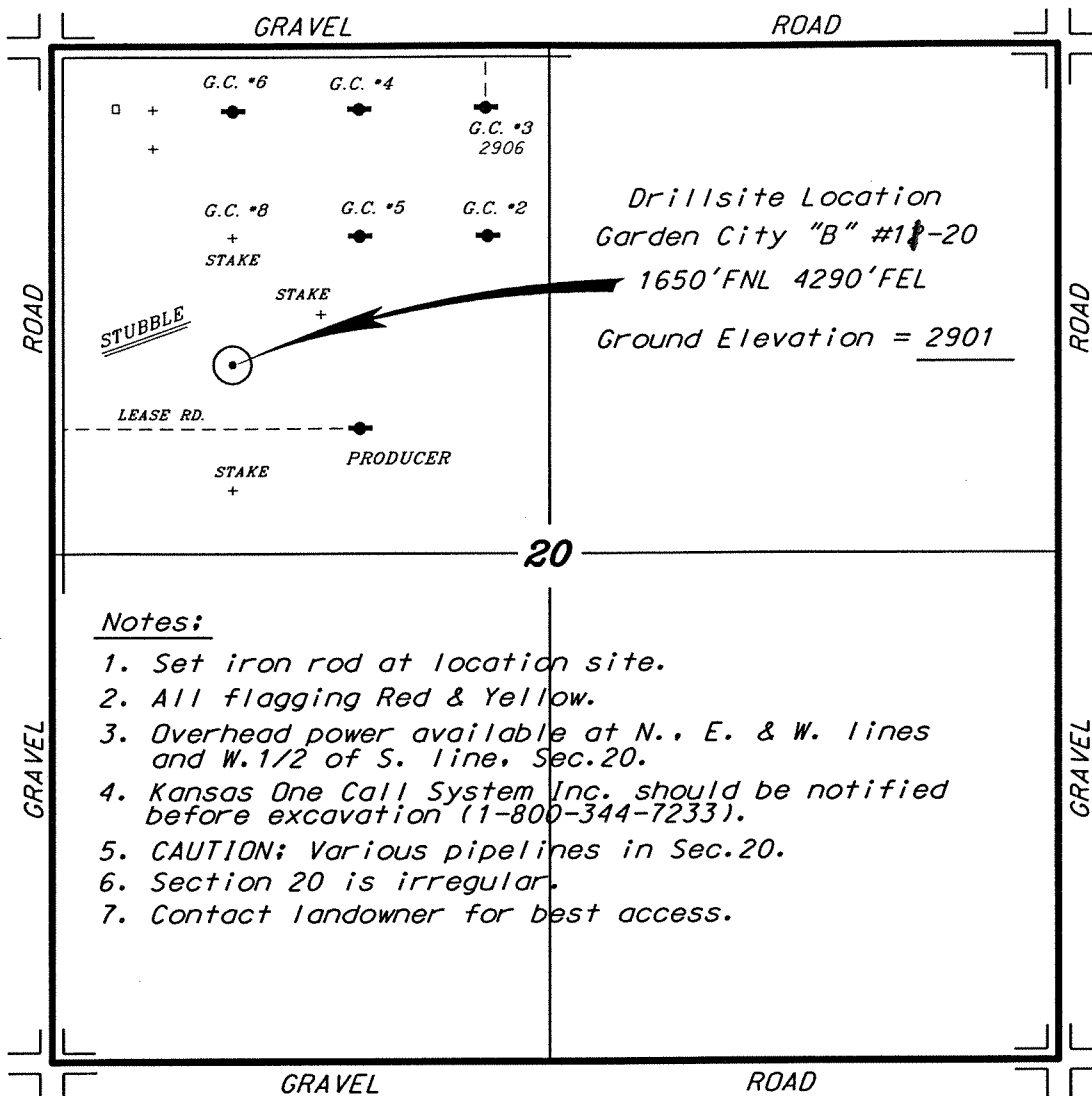 GRAVEL ROAD
G.C. #6 G.C. #4
G.C. #3
2906
G.C. #8 G.C. #5 G.C. #2
STAKE
STAKE
STUBBLE
LEASE RD.
PRODUCER
STAKE
Drillsite Location
Garden City "B" -20
1650'FNL 4290'FEL
Ground Elevation = 2901
ROAD
ROAD
20
Notes:
1. Set iron rod at location site.
2. All flagging Red & Yellow.
3. Overhead power available at N., E. & W. lines
and W.1/2 of S. line, Sec.20.
4. Kansas One Call System Inc. should be notified
before excavation (1-800-344-7233).
5. CAUTION: Various pipelines in Sec.20.
6. Section 20 is irregular.
7. Contact landowner for best access.
GRAVEL
GRAVEL
GRAVEL ROAD